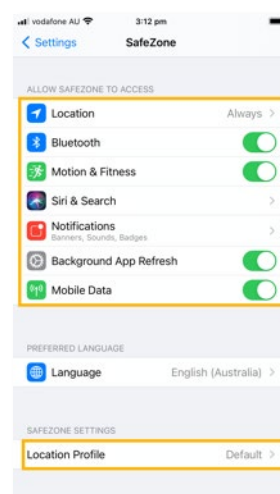 vodafone AU 3:12 pm
Settings SafeZone
ALLOW SAFEZONE TO ACCESS
Location Always
Bluetooth
Motion & Fitness
Siri & Search
Notifications
Banners, Sounds, Badges
Background App Refresh
Mobile Data
PREFERRED LANGUAGE
Language English (Australia)
SAFEZONE SETTINGS
Location Profile Default